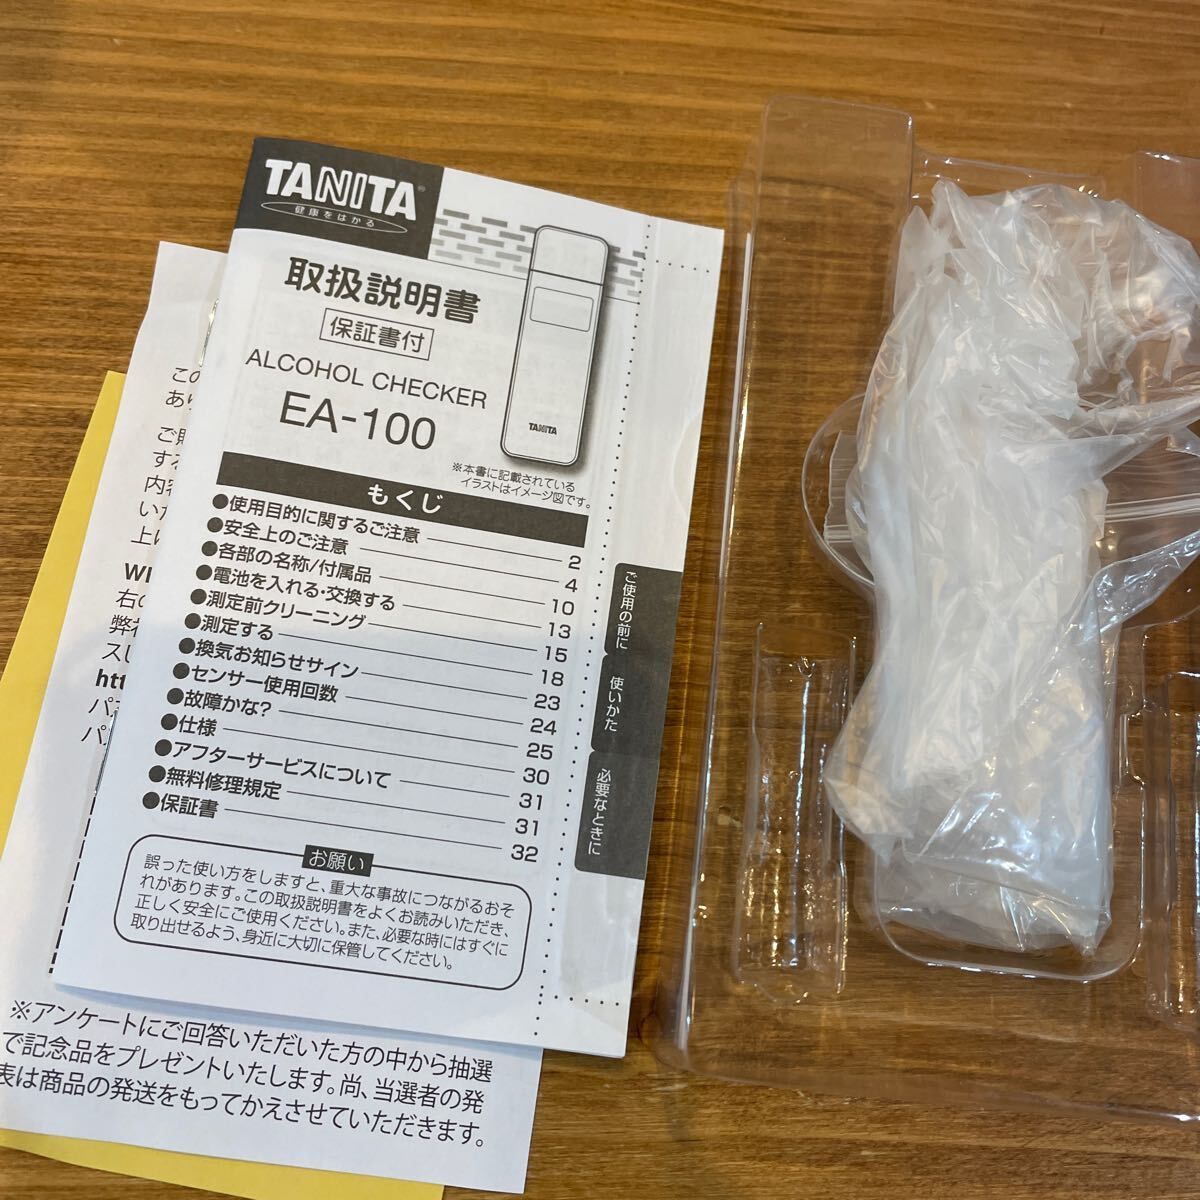 TANITA®
健康をはかる
取扱説明書
保証書付
ALCOHOL CHECKER
EA-100
TANITA
※本書に記載されている
イラストはイメージ図です。
もくじ
●使用目的に関するご注意 2
●安全上のご注意 4
●各部の名称/付属品 10
●電池を入れる・交換する 13
●測定前クリーニング 15
●測定する 18
●換気お知らせサイン 23
●センサー使用回数 24
●故障かな? 25
●仕様 30
●アフターサービスについて 31
●無料修理規定 31
●保証書 32
ご使用の前に
使いかた
必要なときに
お願い
誤った使い方をしますと、重大な事故につながるおそ
れがあります。この取扱説明書をよくお読みいただき、
正しく安全にご使用ください。また、必要な時にはすぐに
取り出せるよう、身近に大切に保管してください。
この
あり
する
内容
いた
上に
右の
弊社
htt
※アンケートにご回答いただいた方の中から抽選
で記念品をプレゼントいたします。尚、当選者の発
表は商品の発送をもってかえさせていただきます。